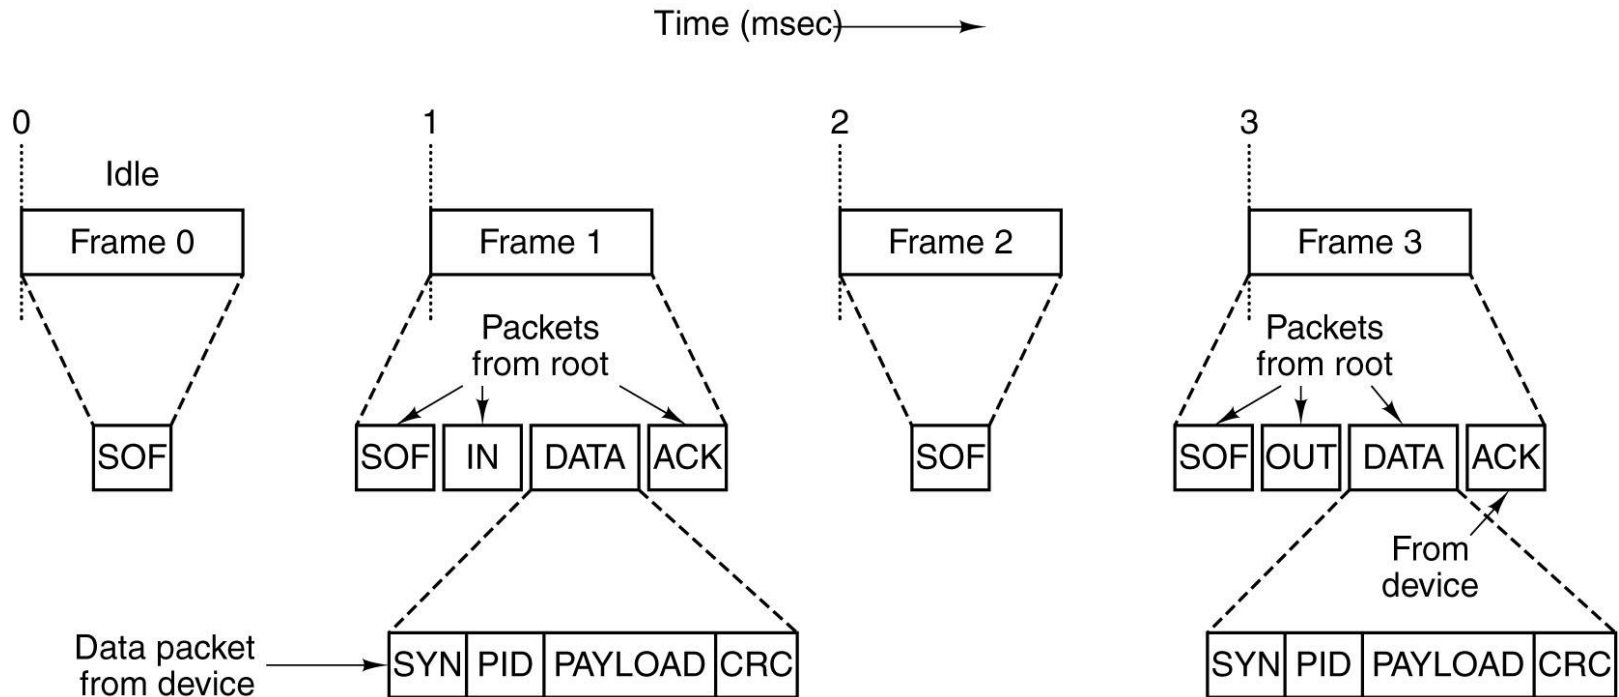 Time (msec)
0
1
2
3
Idle
Frame 0
Frame 1
Frame 2
Frame 3
Packets
from root
Packets
from root
SOF
SOF
IN
DATA
ACK
SOF
SOF
OUT
DATA
ACK
From
device
Data packet
from device
SYN
PID
PAYLOAD
CRC
SYN
PID
PAYLOAD
CRC